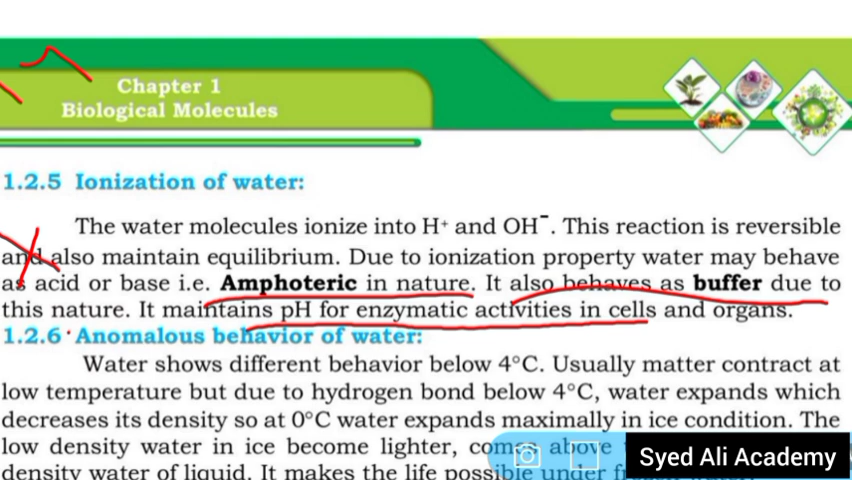 Chapter 1
Biological Molecules
1.2.5 Ionization of water:
The water molecules ionize into H⁺ and OH⁻. This reaction is reversible
and also maintain equilibrium. Due to ionization property water may behave
as acid or base i.e. Amphoteric in nature. It also behaves as buffer due to
this nature. It maintains pH for enzymatic activities in cells and organs.
1.2.6 Anomalous behavior of water:
Water shows different behavior below 4°C. Usually matter contract at
low temperature but due to hydrogen bond below 4°C, water expands which
decreases its density so at 0°C water expands maximally in ice condition. The
low density water in ice become lighter, comes above
density water of liquid. It makes the life possible under
Syed Ali Academy